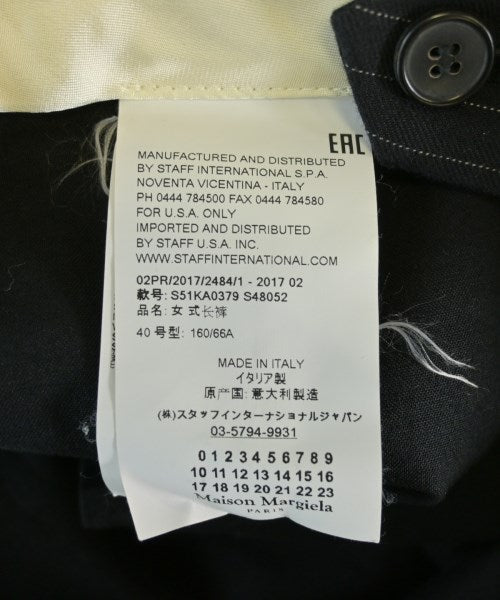 EAC
MANUFACTURED AND DISTRIBUTED
BY STAFF INTERNATIONAL S.P.A.
NOVENTA VICENTINA - ITALY
PH 0444 784500 FAX 0444 784580
FOR U.S.A. ONLY
IMPORTED AND DISTRIBUTED
BY STAFF U.S.A. INC.
WWW.STAFFINTERNATIONAL.COM
02PR/2017/2484/1 - 2017 02
款号: S51KA0379 S48052
品名: 女式长裤
40 号型: 160/66A
MADE IN ITALY
イタリア製
原产国: 意大利製造
(株)スタッフインターナショナルジャパン
03-5794-9931
0 1 2 3 4 5 6 7 8 9
10 11 12 13 14 15 16
17 18 19 20 21 22 23
Maison Margiela
PARIS